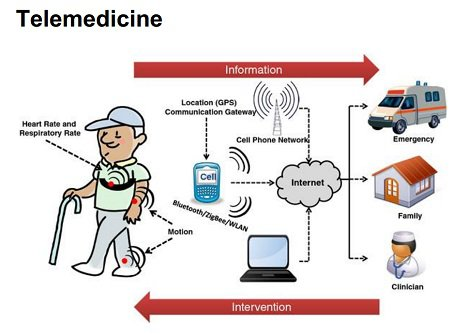 Telemedicine
Information
Location (GPS)
Communication Gateway
Heart Rate and
Respiratory Rate
Cell Phone Network
Emergency
Cell
Internet
Bluetooth/ZigBee/WLAN
Family
Motion
Clinician
Intervention